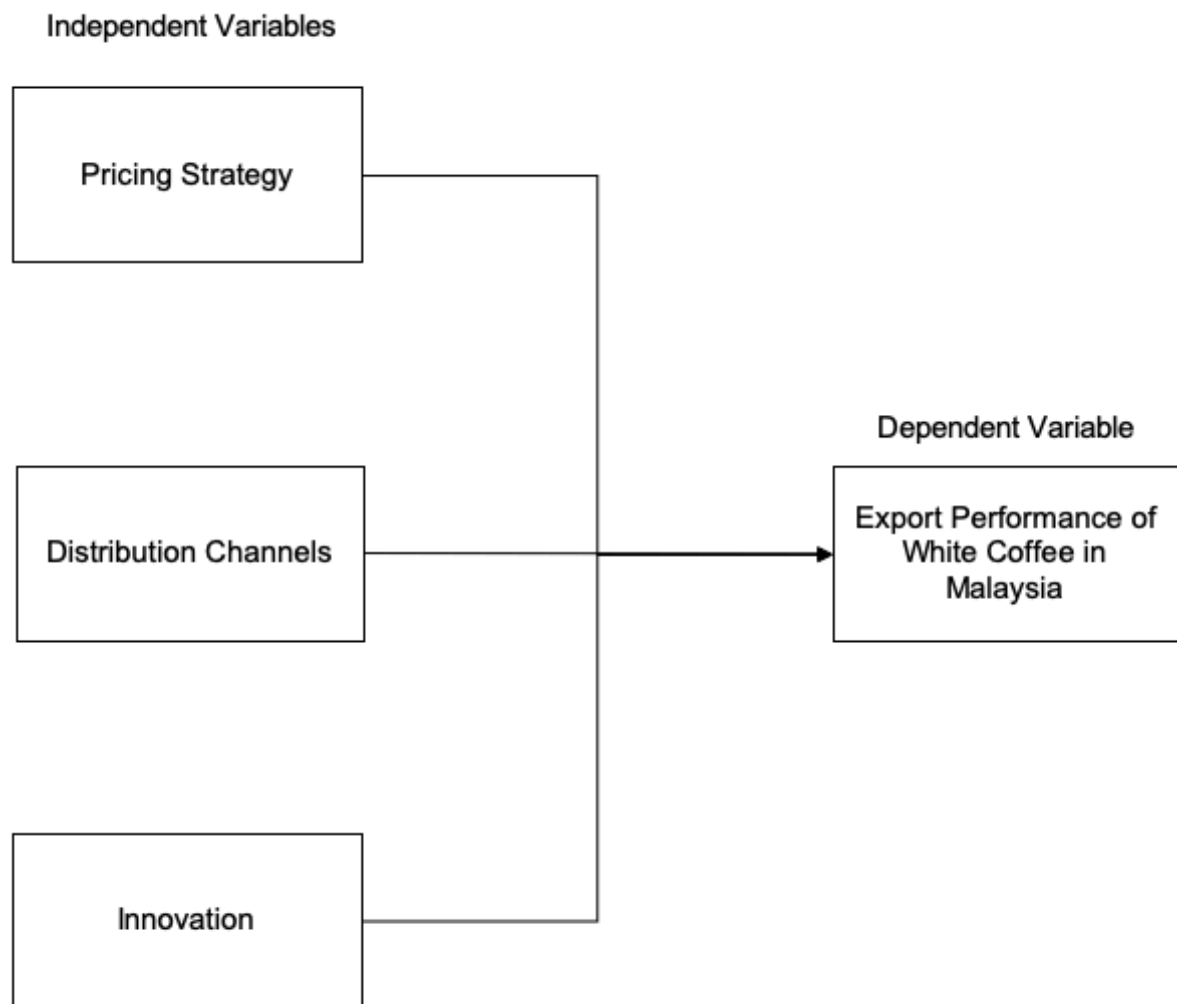 Independent Variables
Pricing Strategy
Distribution Channels
Innovation
Dependent Variable
Export Performance of
White Coffee in
Malaysia